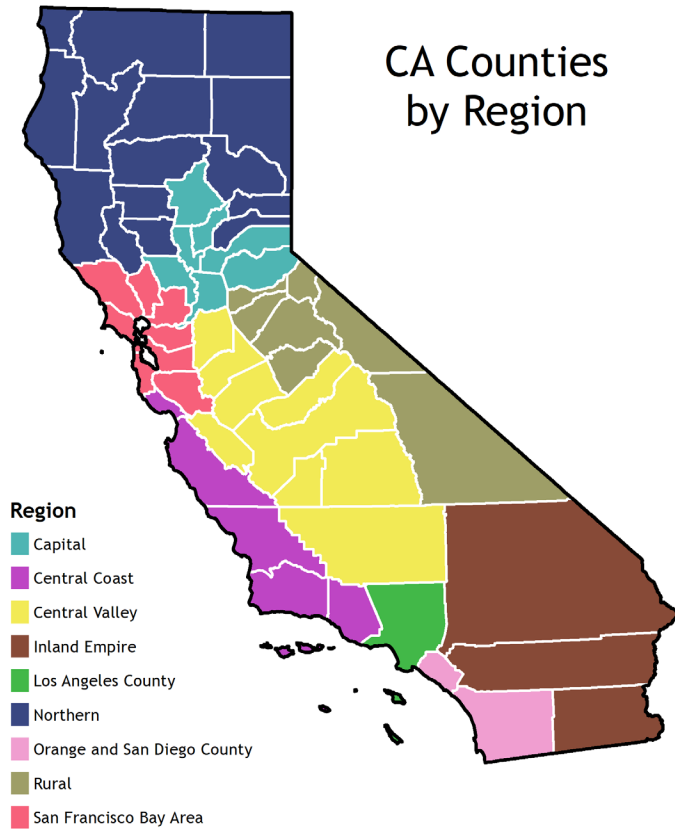 CA Counties
by Region
Region
Capital
Central Coast
Central Valley
Inland Empire
Los Angeles County
Northern
Orange and San Diego County
Rural
San Francisco Bay Area